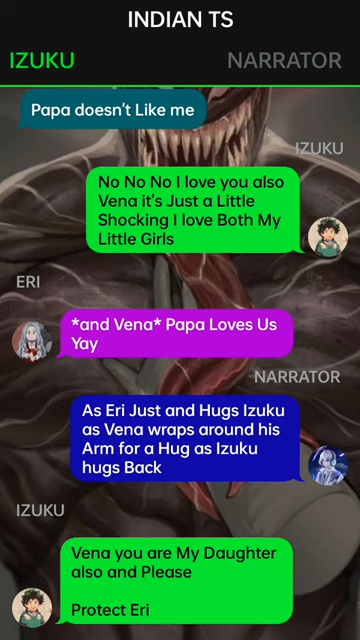 INDIAN TS
IZUKU NARRATOR
Papa doesn't Like me
IZUKU
No No No I love you also
Vena it's Just a Little
Shocking I love Both My
Little Girls
ERI
*and Vena* Papa Loves Us
Yay
NARRATOR
As Eri Just and Hugs Izuku
as Vena wraps around his
Arm for a Hug as Izuku
hugs Back
IZUKU
Vena you are My Daughter
also and Please
Protect Eri